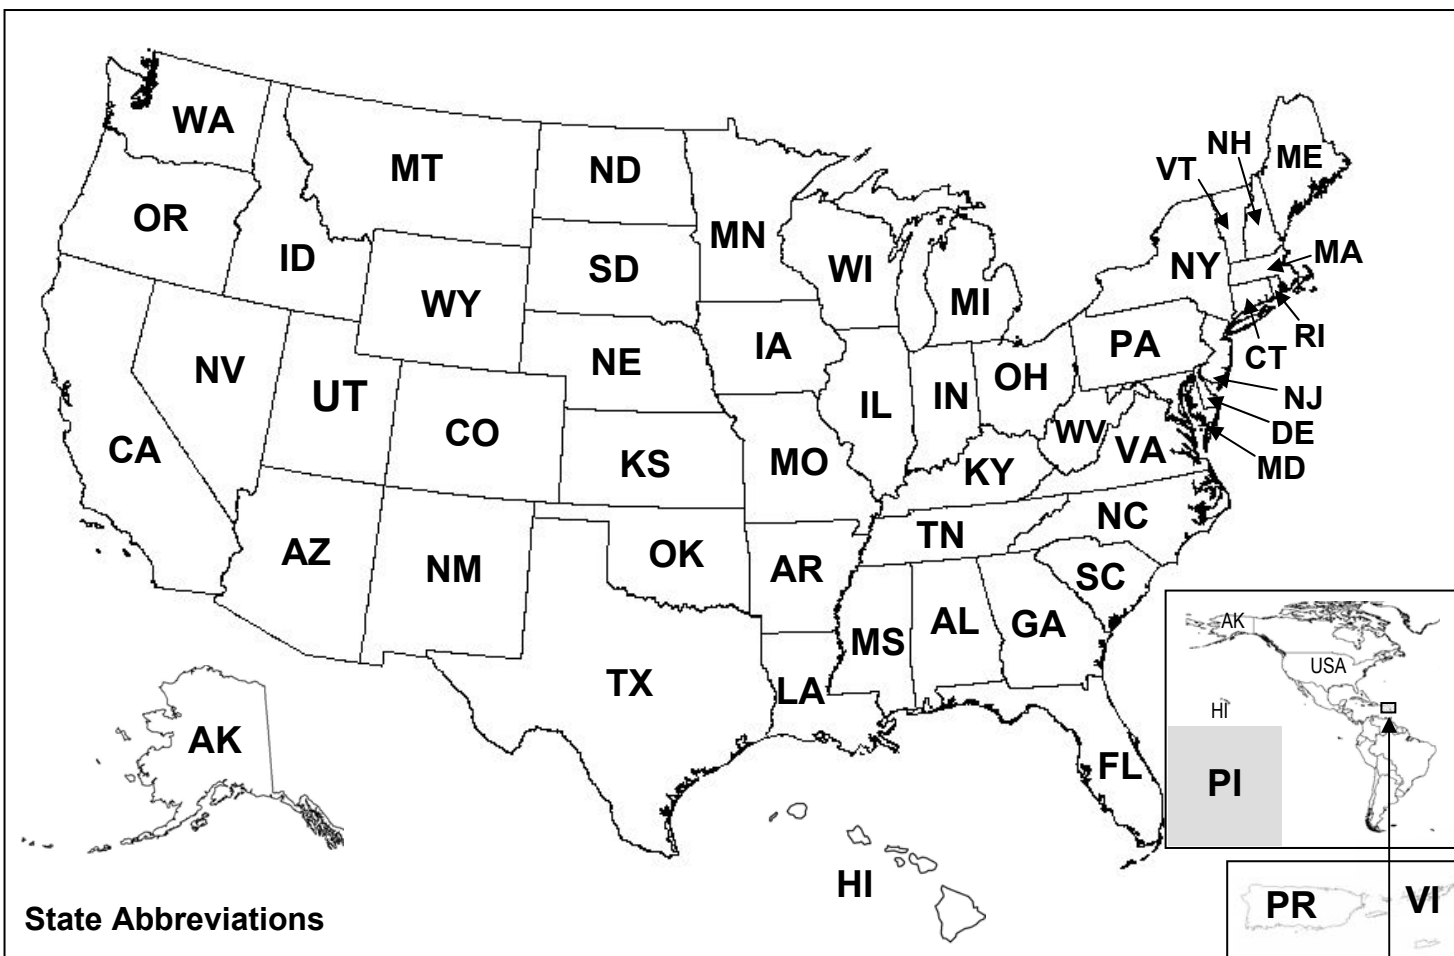 WA
MT
ND
MN
OR
ID
SD
WI
MI
NY
VT
NH
ME
MA
RI
CT
NJ
DE
MD
WY
NE
IA
PA
NV
UT
CO
KS
MO
IL
IN
OH
WV
VA
KY
CA
AZ
NM
OK
AR
TN
NC
SC
MS
AL
GA
TX
LA
FL
AK
HI
AK
USA
HI
PI
PR
VI
State Abbreviations